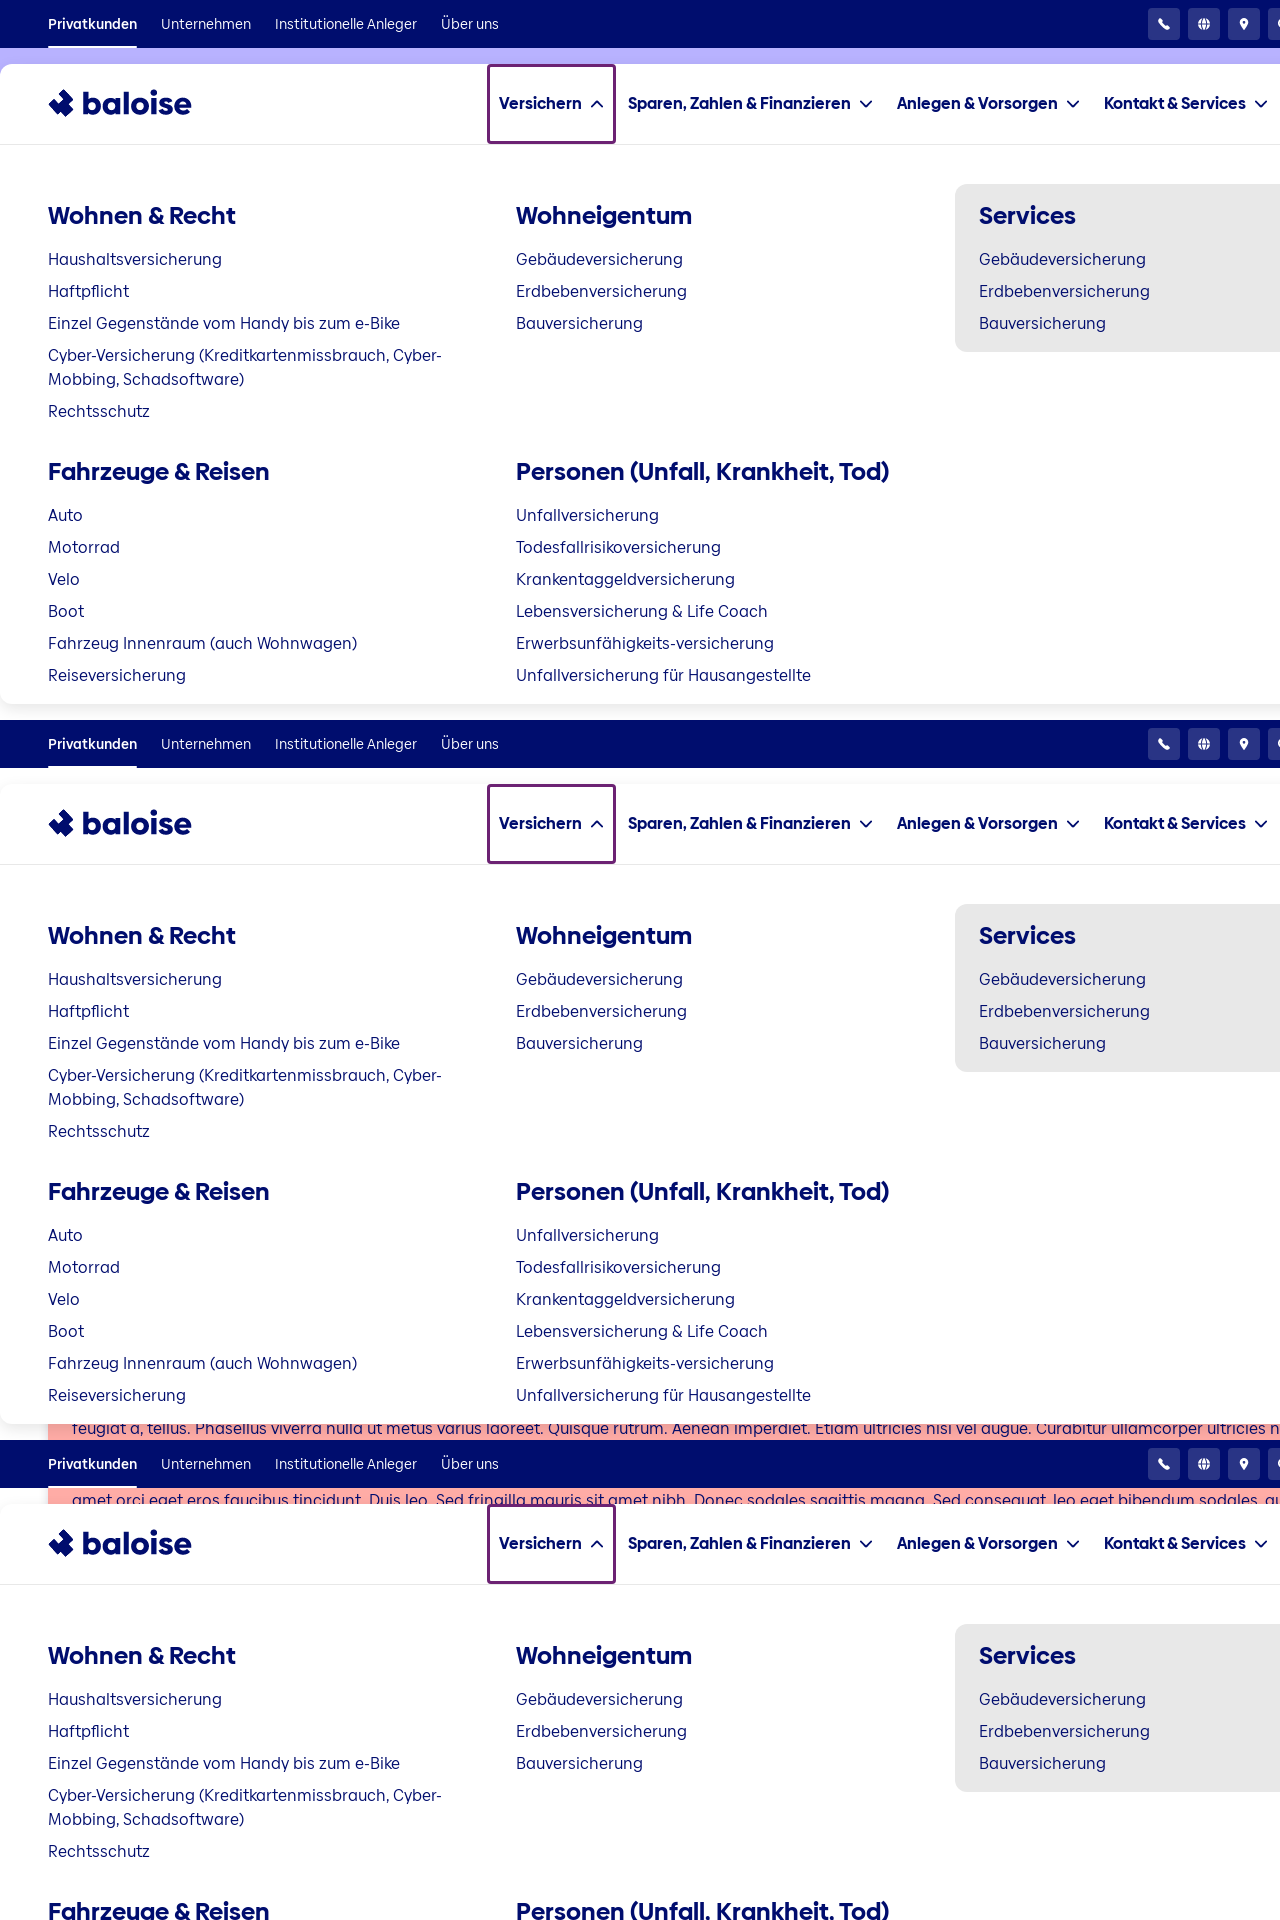 Privatkunden Unternehmen Institutionelle Anleger Über uns
baloise Versichern Sparen, Zahlen & Finanzieren Anlegen & Vorsorgen Kontakt & Services
Wohnen & Recht
Haushaltsversicherung
Haftpflicht
Einzel Gegenstände vom Handy bis zum e-Bike
Cyber-Versicherung (Kreditkartenmissbrauch, Cyber-
Mobbing, Schadsoftware)
Rechtsschutz
Wohneigentum
Gebäudeversicherung
Erdbebenversicherung
Bauversicherung
Services
Gebäudeversicherung
Erdbebenversicherung
Bauversicherung
Fahrzeuge & Reisen
Auto
Motorrad
Velo
Boot
Fahrzeug Innenraum (auch Wohnwagen)
Reiseversicherung
Personen (Unfall, Krankheit, Tod)
Unfallversicherung
Todesfallrisikoversicherung
Krankentaggeldversicherung
Lebensversicherung & Life Coach
Erwerbsunfähigkeits-versicherung
Unfallversicherung für Hausangestellte
Privatkunden Unternehmen Institutionelle Anleger Über uns
baloise Versichern Sparen, Zahlen & Finanzieren Anlegen & Vorsorgen Kontakt & Services
Wohnen & Recht
Haushaltsversicherung
Haftpflicht
Einzel Gegenstände vom Handy bis zum e-Bike
Cyber-Versicherung (Kreditkartenmissbrauch, Cyber-
Mobbing, Schadsoftware)
Rechtsschutz
Wohneigentum
Gebäudeversicherung
Erdbebenversicherung
Bauversicherung
Services
Gebäudeversicherung
Erdbebenversicherung
Bauversicherung
Fahrzeuge & Reisen
Auto
Motorrad
Velo
Boot
Fahrzeug Innenraum (auch Wohnwagen)
Reiseversicherung
Personen (Unfall, Krankheit, Tod)
Unfallversicherung
Todesfallrisikoversicherung
Krankentaggeldversicherung
Lebensversicherung & Life Coach
Erwerbsunfähigkeits-versicherung
Unfallversicherung für Hausangestellte
feugiat a, tellus. Phasellus viverra nulla ut metus varius laoreet. Quisque rutrum. Aenean imperdiet. Etiam ultricies nisi vel augue. Curabitur ullamcorper ultricies
Privatkunden Unternehmen Institutionelle Anleger Über uns
amet orci eget eros faucibus tincidunt. Duis leo. Sed fringilla mauris sit amet nibh. Donec sodales sagittis magna. Sed consequat, leo eget bibendum sodales,
baloise Versichern Sparen, Zahlen & Finanzieren Anlegen & Vorsorgen Kontakt & Services
Wohnen & Recht
Haushaltsversicherung
Haftpflicht
Einzel Gegenstände vom Handy bis zum e-Bike
Cyber-Versicherung (Kreditkartenmissbrauch, Cyber-
Mobbing, Schadsoftware)
Rechtsschutz
Wohneigentum
Gebäudeversicherung
Erdbebenversicherung
Bauversicherung
Services
Gebäudeversicherung
Erdbebenversicherung
Bauversicherung
Fahrzeuge & Reisen
Personen (Unfall, Krankheit, Tod)